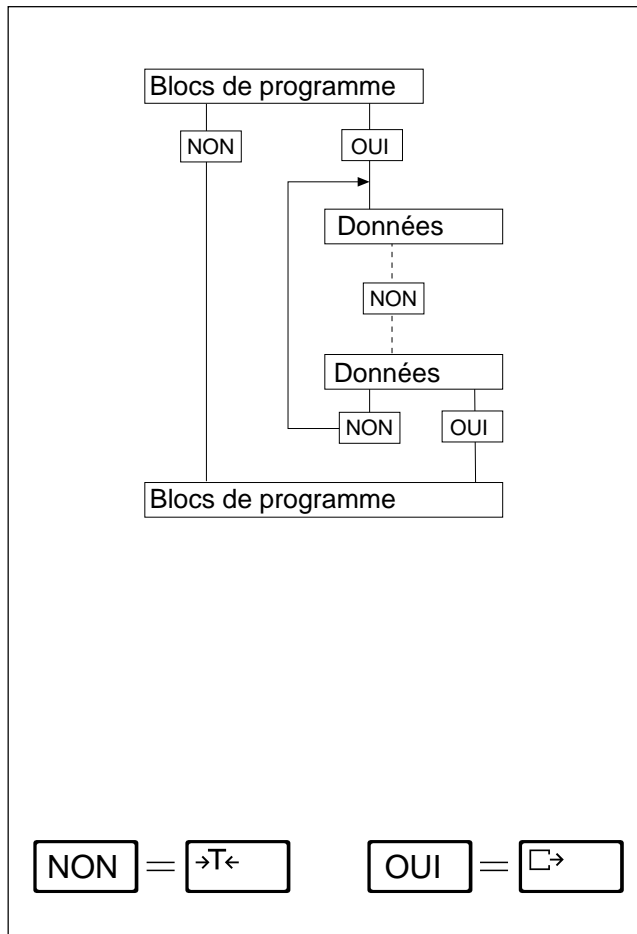 Blocs de programme
NON OUI
Données
NON
Données
NON OUI
Blocs de programme
NON = →T← OUI = →